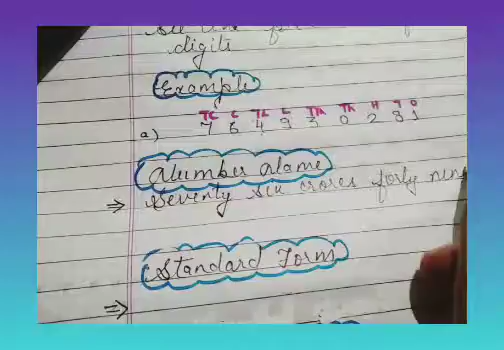 digits
Example
TC C TL L TTh Th H T O
a) 7 6 4 9 3 0 2 8 1
Number Name
⇒ Seventy six crores forty nine
Standard Form
⇒